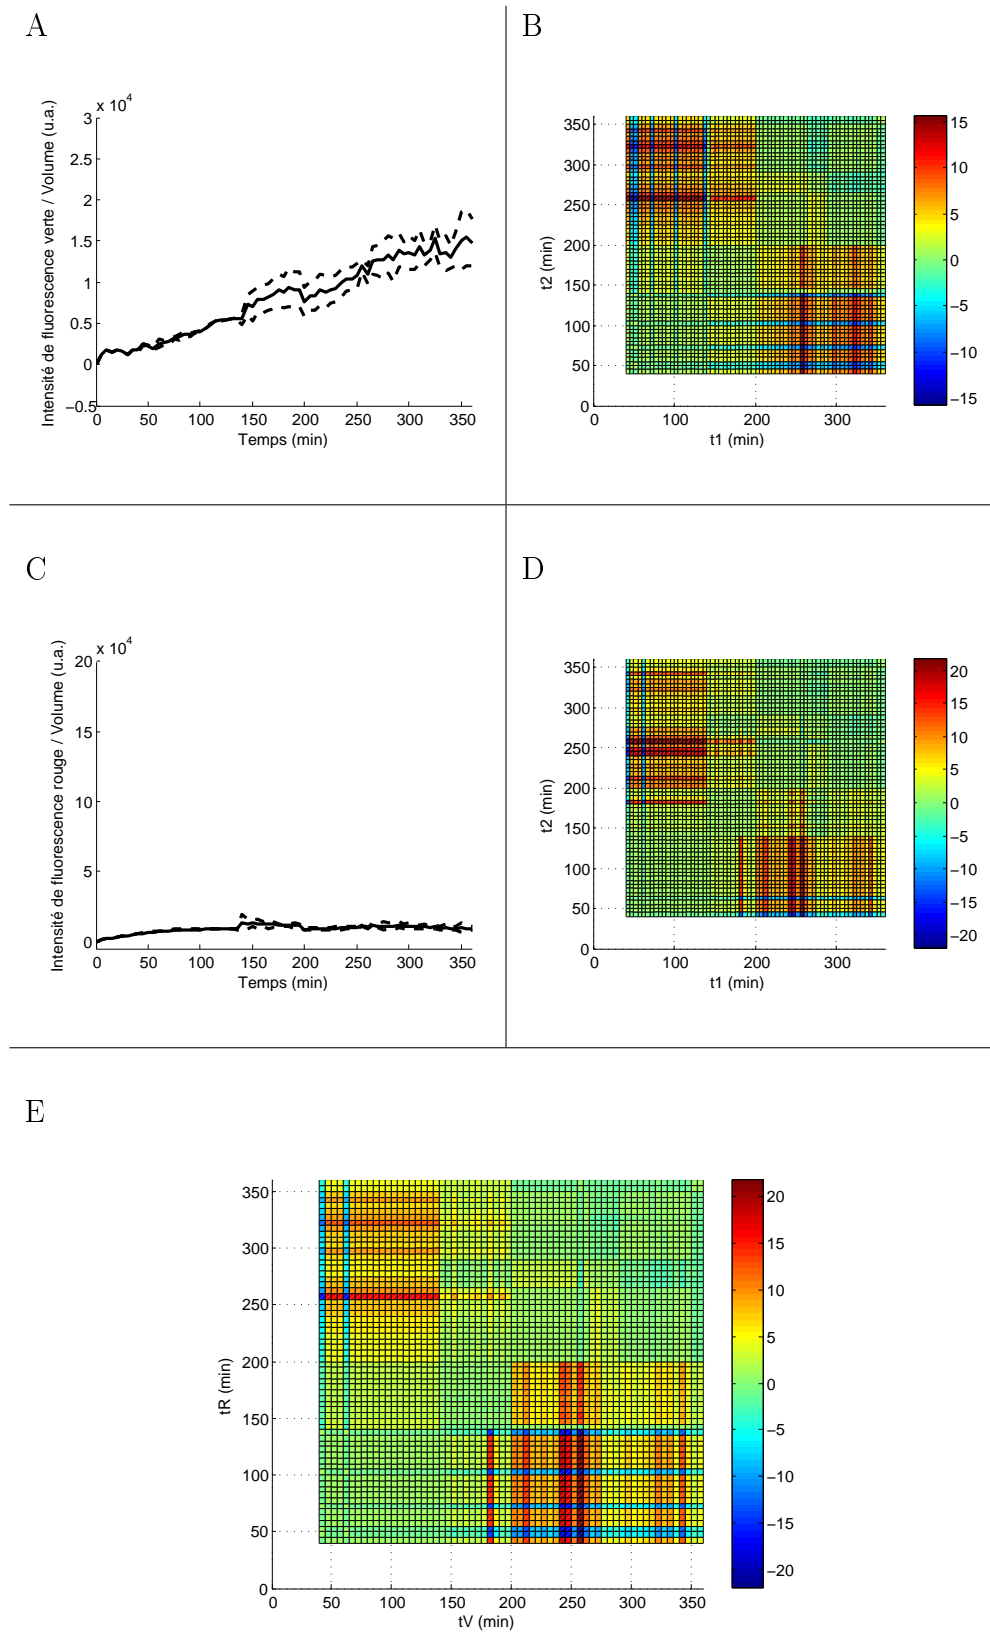 A
x 10^4
3
2.5
2
1.5
1
0.5
0
−0.5
0 50 100 150 200 250 300 350
Temps (min)
Intensité de fluorescence verte / Volume (u.a.)
B
350
300
250
200
150
100
50
0
0 100 200 300
t1 (min)
t2 (min)
15
10
5
0
−5
−10
−15
C
x 10^4
20
15
10
5
0
0 50 100 150 200 250 300 350
Temps (min)
Intensité de fluorescence rouge / Volume (u.a.)
D
350
300
250
200
150
100
50
0
0 100 200 300
t1 (min)
t2 (min)
20
15
10
5
0
−5
−10
−15
−20
E
350
300
250
200
150
100
50
0
0 50 100 150 200 250 300 350
tV (min)
tR (min)
20
15
10
5
0
−5
−10
−15
−20